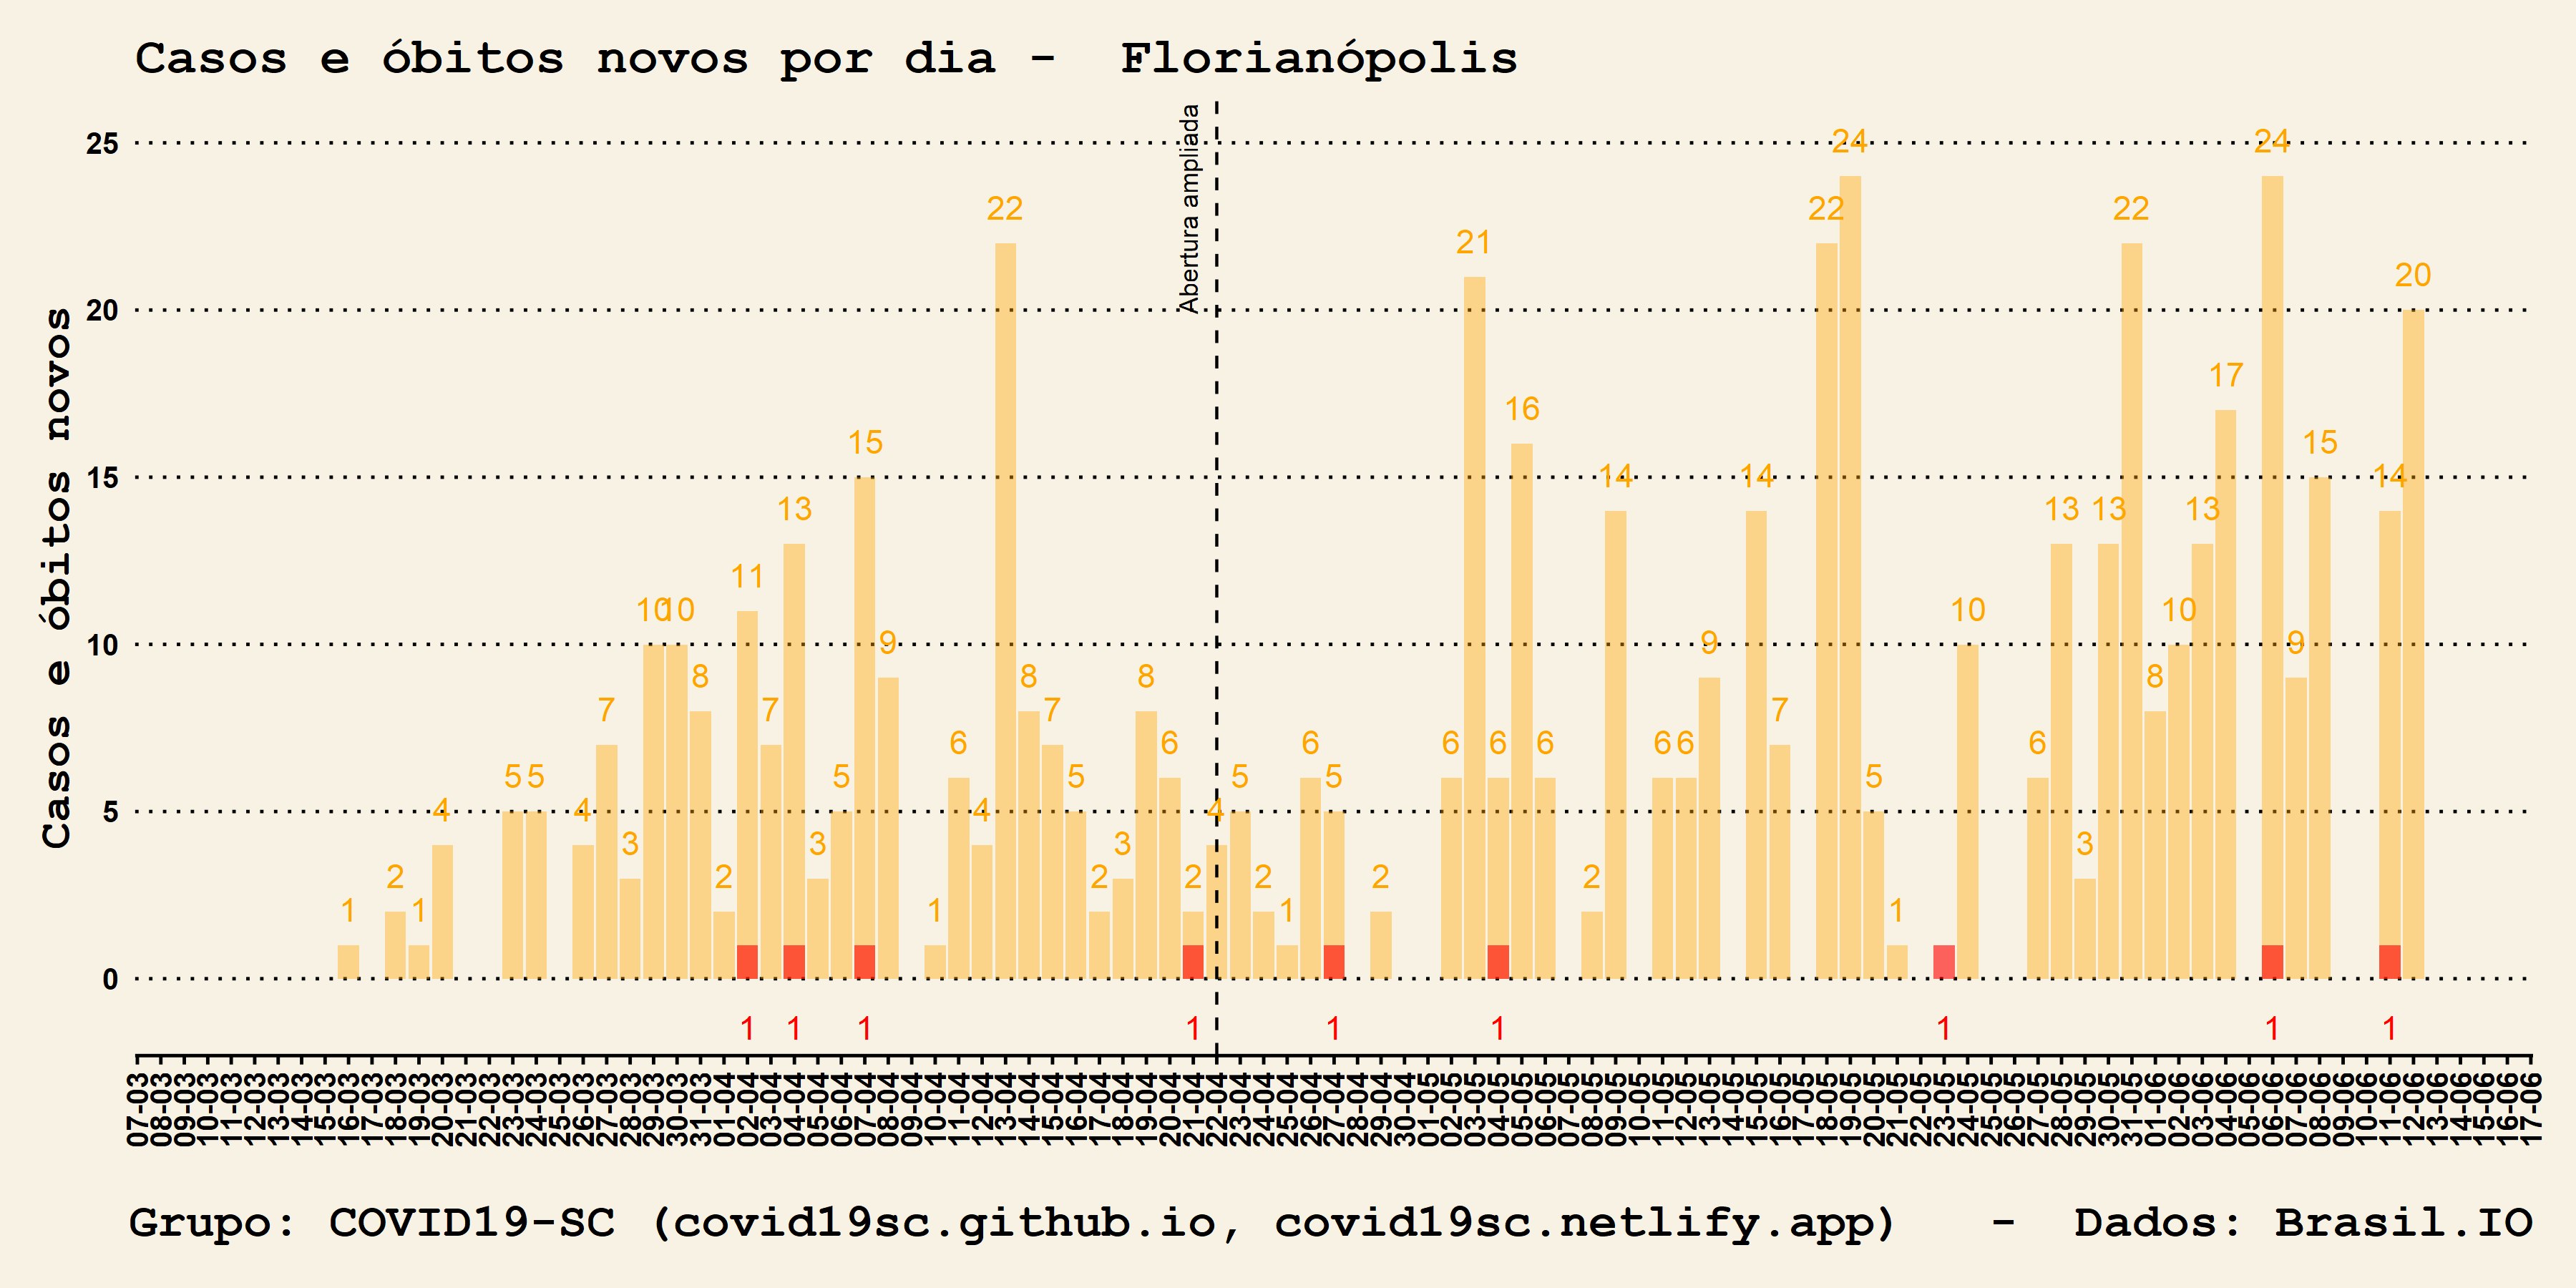 Casos e óbitos novos por dia -  Florianópolis
Casos e óbitos novos
Abertura ampliada
25
20
15
10
5
0
1 2 1 4 5 5 4 7 3 10 10 8 2 11 7 13 3 5 15 9 1 6 4 22 8 7 5 2 3 8 6 2 4 5 2 1 6 5 2 6 21 6 16 6 2 14 6 6 9 14 7 22 24 5 1 10 6 13 3 13 22 8 10 13 17 24 9 15 14 20
1 1 1 1 1 1 1 1 1
07-03 08-03 09-03 10-03 11-03 12-03 13-03 14-03 15-03 16-03 17-03 18-03 19-03 20-03 21-03 22-03 23-03 24-03 25-03 26-03 27-03 28-03 29-03 30-03 31-03 01-04 02-04 03-04 04-04 05-04 06-04 07-04 08-04 09-04 10-04 11-04 12-04 13-04 14-04 15-04 16-04 17-04 18-04 19-04 20-04 21-04 22-04 23-04 24-04 25-04 26-04 27-04 28-04 29-04 30-04 01-05 02-05 03-05 04-05 05-05 06-05 07-05 08-05 09-05 10-05 11-05 12-05 13-05 14-05 15-05 16-05 17-05 18-05 19-05 20-05 21-05 22-05 23-05 24-05 25-05 26-05 27-05 28-05 29-05 30-05 31-05 01-06 02-06 03-06 04-06 05-06 06-06 07-06 08-06 09-06 10-06 11-06 12-06 13-06 14-06 15-06 16-06 17-06
Grupo: COVID19-SC (covid19sc.github.io, covid19sc.netlify.app)  -  Dados: Brasil.IO